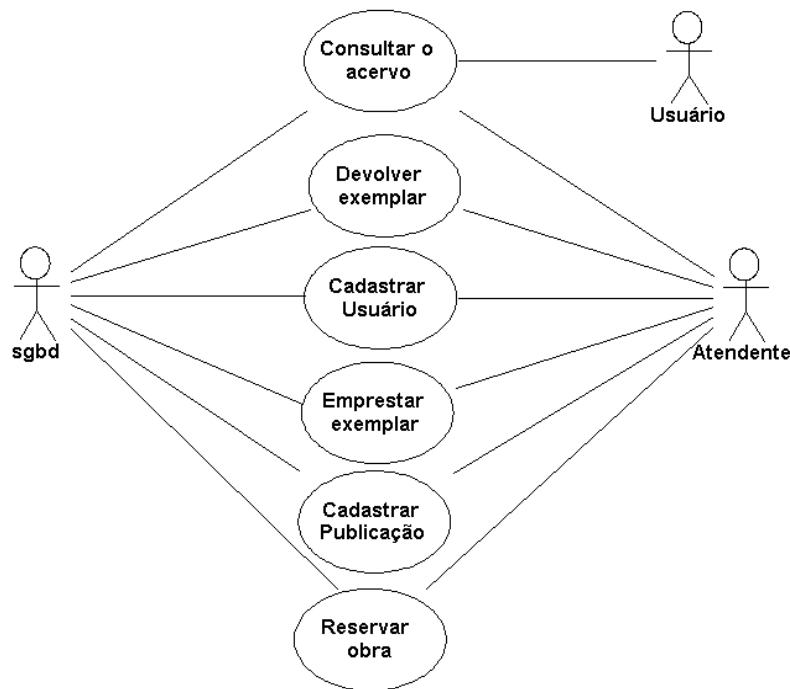 Consultar o
acervo
Usuário
Devolver
exemplar
Cadastrar
Usuário
sgbd
Atendente
Emprestar
exemplar
Cadastrar
Publicação
Reservar
obra